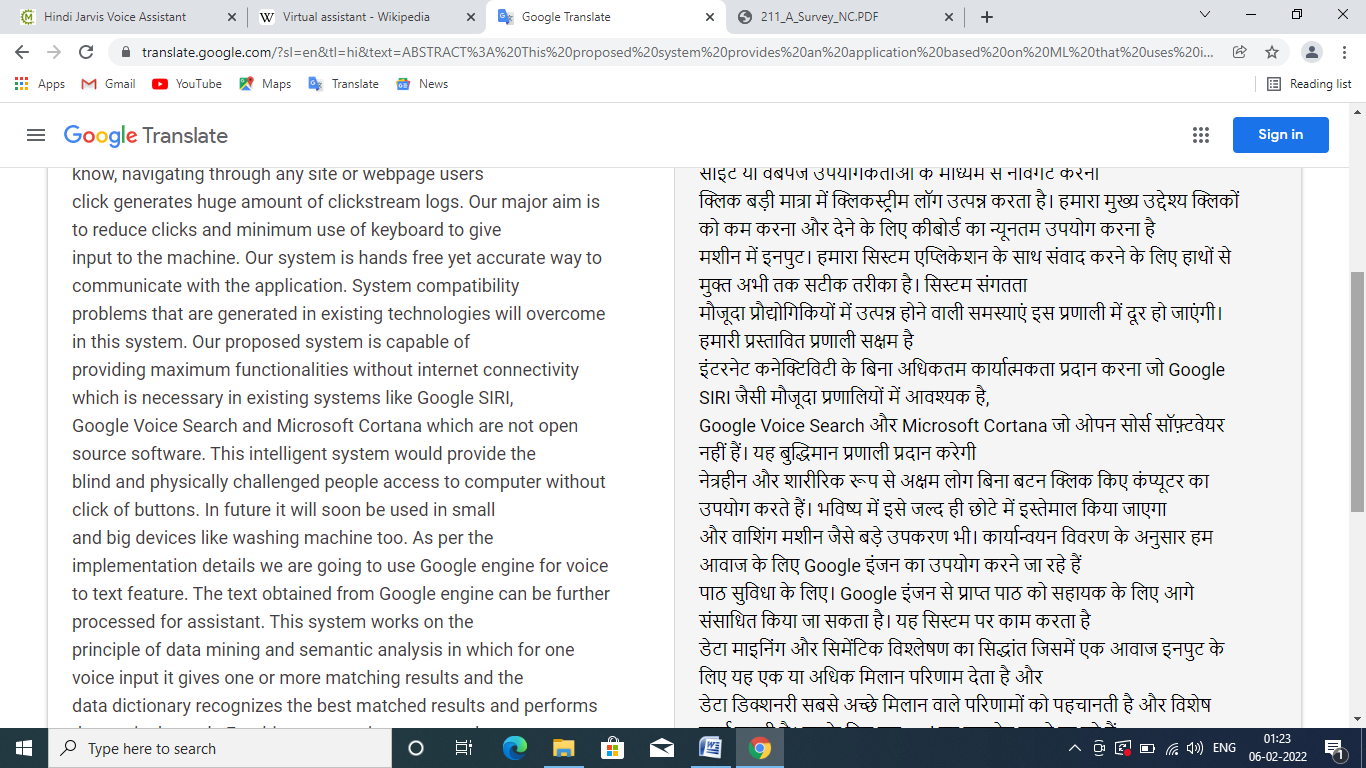 Hindi Jarvis Voice Assistant
Virtual assistant - Wikipedia
Google Translate
211_A_Survey_NC.PDF
translate.google.com/?sl=en&tl=hi&text=ABSTRACT%3A%20This%20proposed%20system%20provides%20an%20application%20based%20on%20ML%20that%20uses%20i...
Apps
Gmail
YouTube
Maps
Translate
News
Reading list
Google Translate
Sign in
know, navigating through any site or webpage users
click generates huge amount of clickstream logs. Our major aim is
to reduce clicks and minimum use of keyboard to give
input to the machine. Our system is hands free yet accurate way to
communicate with the application. System compatibility
problems that are generated in existing technologies will overcome
in this system. Our proposed system is capable of
providing maximum functionalities without internet connectivity
which is necessary in existing systems like Google SIRI,
Google Voice Search and Microsoft Cortana which are not open
source software. This intelligent system would provide the
blind and physically challenged people access to computer without
click of buttons. In future it will soon be used in small
and big devices like washing machine too. As per the
implementation details we are going to use Google engine for voice
to text feature. The text obtained from Google engine can be further
processed for assistant. This system works on the
principle of data mining and semantic analysis in which for one
voice input it gives one or more matching results and the
data dictionary recognizes the best matched results and performs
साइट या वेबपेज उपयोगकर्ताओं के माध्यम से नेविगेट करना
क्लिक बड़ी मात्रा में क्लिकस्ट्रीम लॉग उत्पन्न करता है। हमारा मुख्य उद्देश्य क्लिकों
को कम करना और देने के लिए कीबोर्ड का न्यूनतम उपयोग करना है
मशीन में इनपुट। हमारा सिस्टम एप्लिकेशन के साथ संवाद करने के लिए हाथों से
मुक्त अभी तक सटीक तरीका है। सिस्टम संगतता
मौजूदा प्रौद्योगिकियों में उत्पन्न होने वाली समस्याएं इस प्रणाली में दूर हो जाएंगी।
हमारी प्रस्तावित प्रणाली सक्षम है
इंटरनेट कनेक्टिविटी के बिना अधिकतम कार्यात्मकता प्रदान करना जो Google
SIRI जैसी मौजूदा प्रणालियों में आवश्यक है,
Google Voice Search और Microsoft Cortana जो ओपन सोर्स सॉफ़्टवेयर
नहीं हैं। यह बुद्धिमान प्रणाली प्रदान करेगी
नेत्रहीन और शारीरिक रूप से अक्षम लोग बिना बटन क्लिक किए कंप्यूटर का
उपयोग करते हैं। भविष्य में इसे जल्द ही छोटे में इस्तेमाल किया जाएगा
और वाशिंग मशीन जैसे बड़े उपकरण भी। कार्यान्वयन विवरण के अनुसार हम
आवाज के लिए Google इंजन का उपयोग करने जा रहे हैं
पाठ सुविधा के लिए। Google इंजन से प्राप्त पाठ को सहायक के लिए आगे
संसाधित किया जा सकता है। यह सिस्टम पर काम करता है
डेटा माइनिंग और सिमेंटिक विश्लेषण का सिद्धांत जिसमें एक आवाज इनपुट के
लिए यह एक या अधिक मिलान परिणाम देता है और
डेटा डिक्शनरी सबसे अच्छे मिलान वाले परिणामों को पहचानती है और विशेष
Type here to search
ENG
01:23
06-02-2022
1